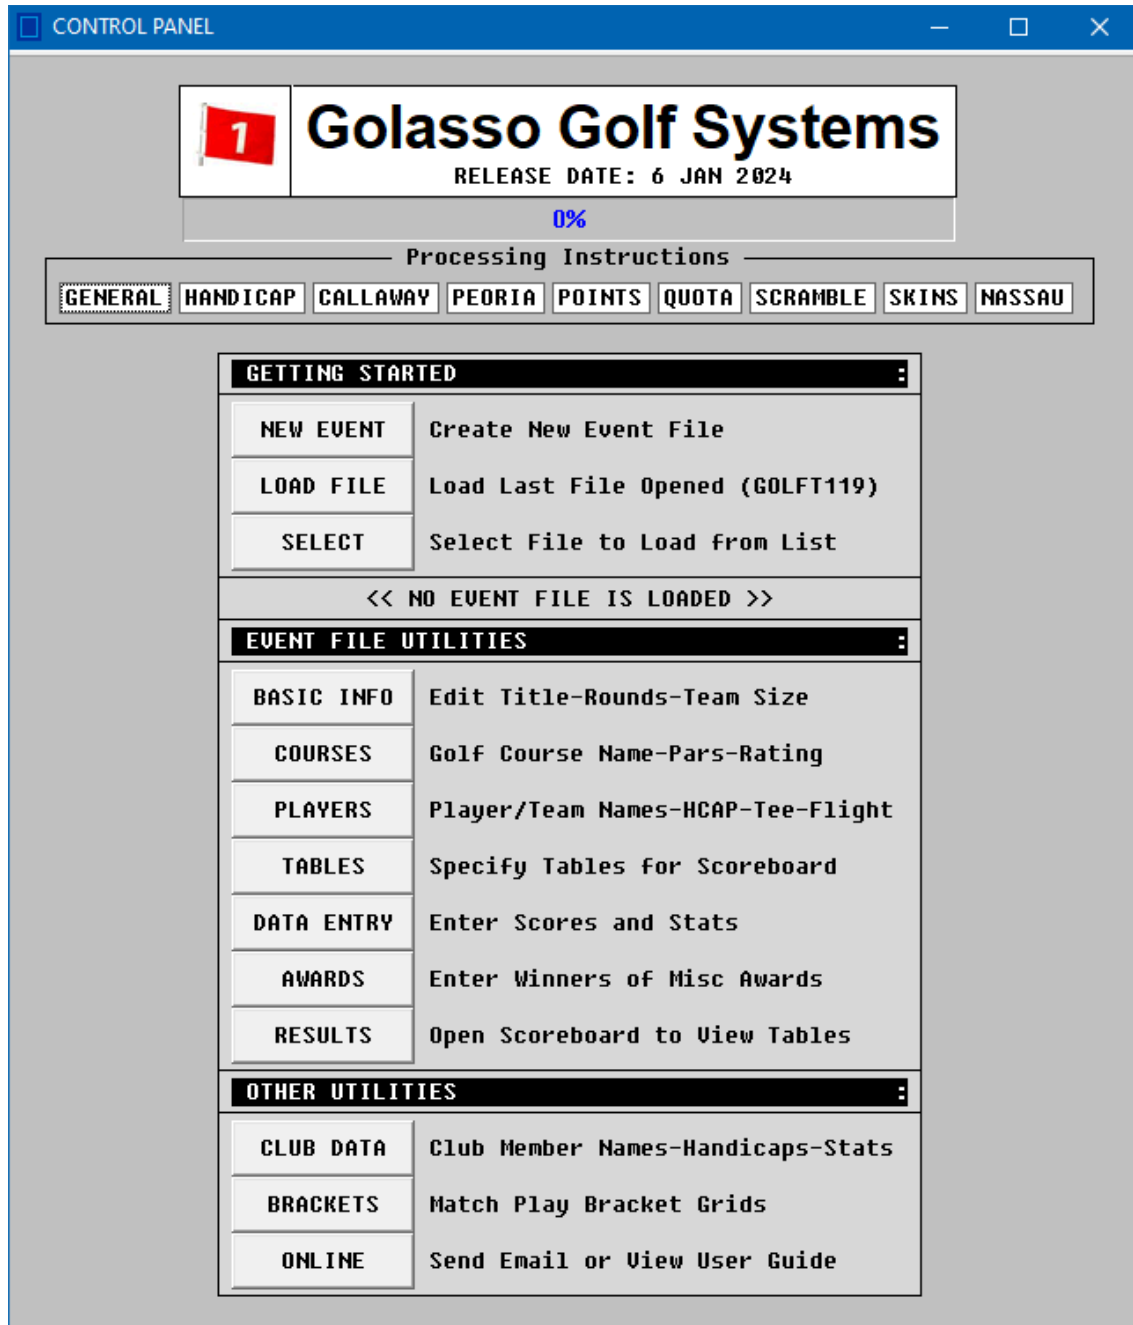 CONTROL PANEL
1
Golasso Golf Systems
RELEASE DATE: 6 JAN 2024
0%
Processing Instructions
GENERAL HANDICAP CALLAWAY PEORIA POINTS QUOTA SCRAMBLE SKINS NASSAU
GETTING STARTED :
NEW EVENT Create New Event File
LOAD FILE Load Last File Opened (GOLFT119)
SELECT Select File to Load from List
<< NO EVENT FILE IS LOADED >>
EVENT FILE UTILITIES :
BASIC INFO Edit Title-Rounds-Team Size
COURSES Golf Course Name-Pars-Rating
PLAYERS Player/Team Names-HCAP-Tee-Flight
TABLES Specify Tables for Scoreboard
DATA ENTRY Enter Scores and Stats
AWARDS Enter Winners of Misc Awards
RESULTS Open Scoreboard to View Tables
OTHER UTILITIES :
CLUB DATA Club Member Names-Handicaps-Stats
BRACKETS Match Play Bracket Grids
ONLINE Send Email or View User Guide